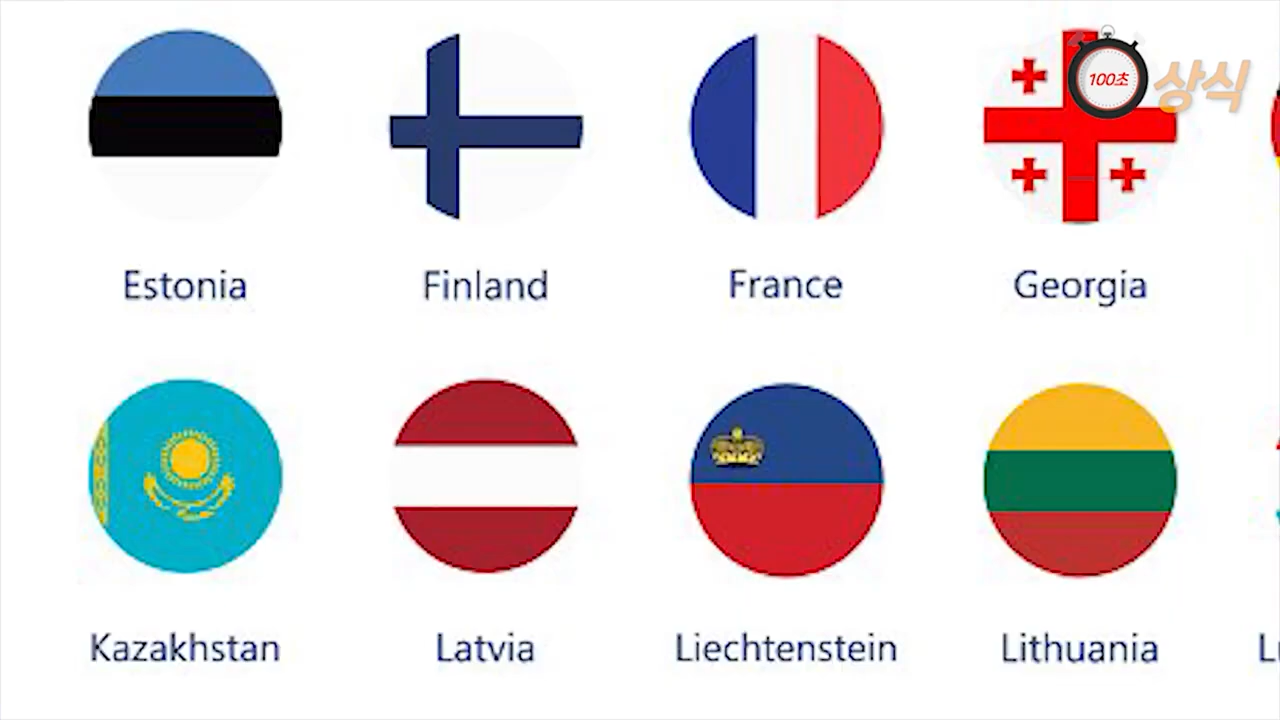 100초 상식
Estonia
Finland
France
Georgia
Kazakhstan
Latvia
Liechtenstein
Lithuania